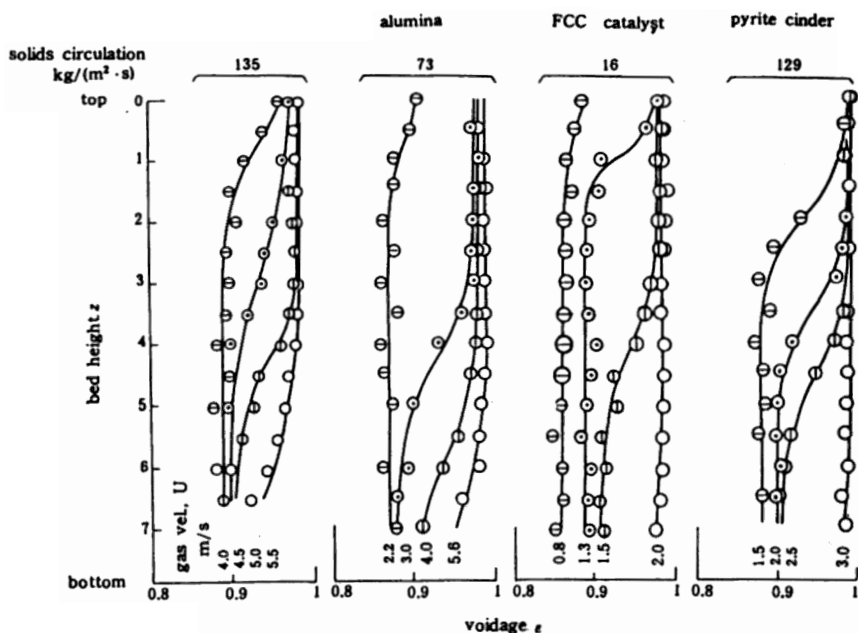 alumina FCC catalyst pyrite cinder
solids circulation
kg/(m² · s)
135 73 16 129
top 0
1
2
3
bed height z
4
5
6
7
gas vel., U
m/s
4.0 4.5 5.0 5.5
2.2 3.0 4.0 5.6
0.8 1.3 1.5 2.0
1.5 2.0 2.5 3.0
bottom
0.8 0.9 1 0.8 0.9 1 0.8 0.9 1 0.8 0.9 1
voidage ε